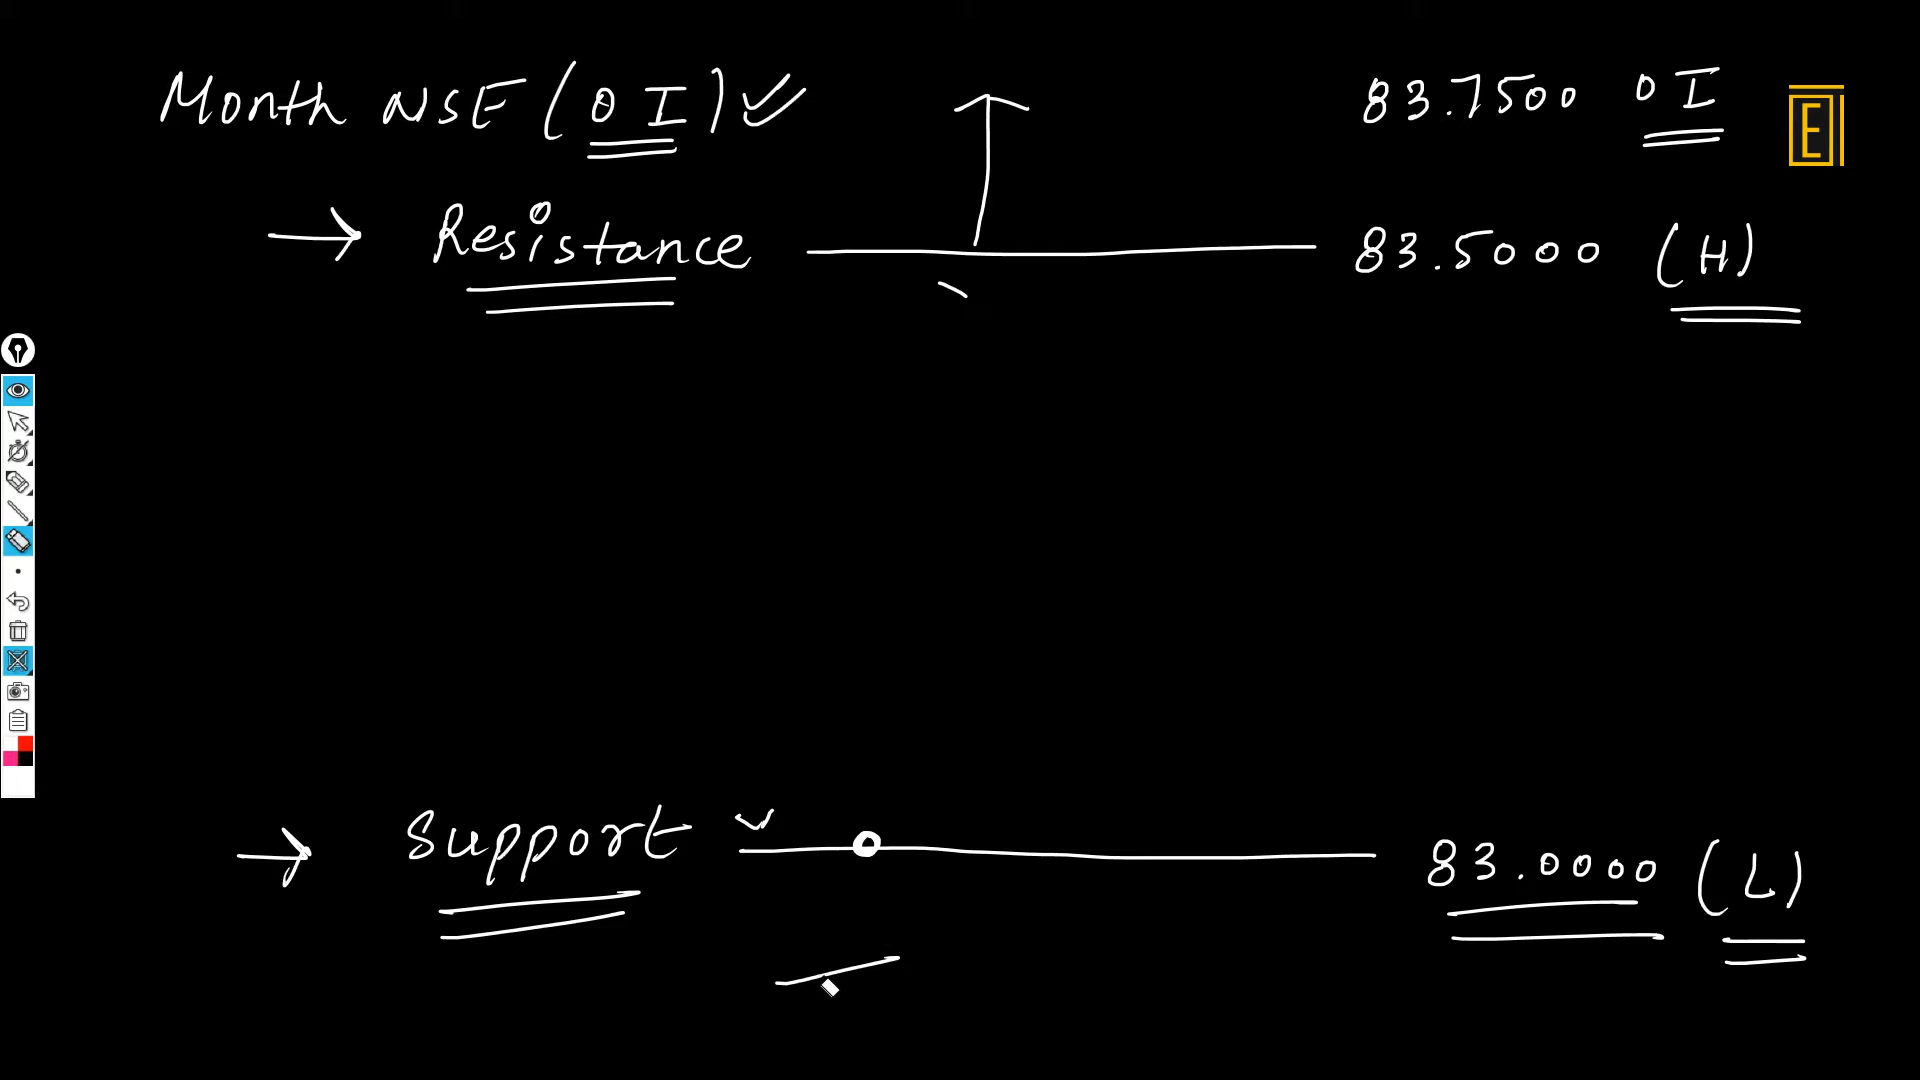 Month NSE (OI)
83.7500 OI
Resistance 83.5000 (H)
Support 83.0000 (L)